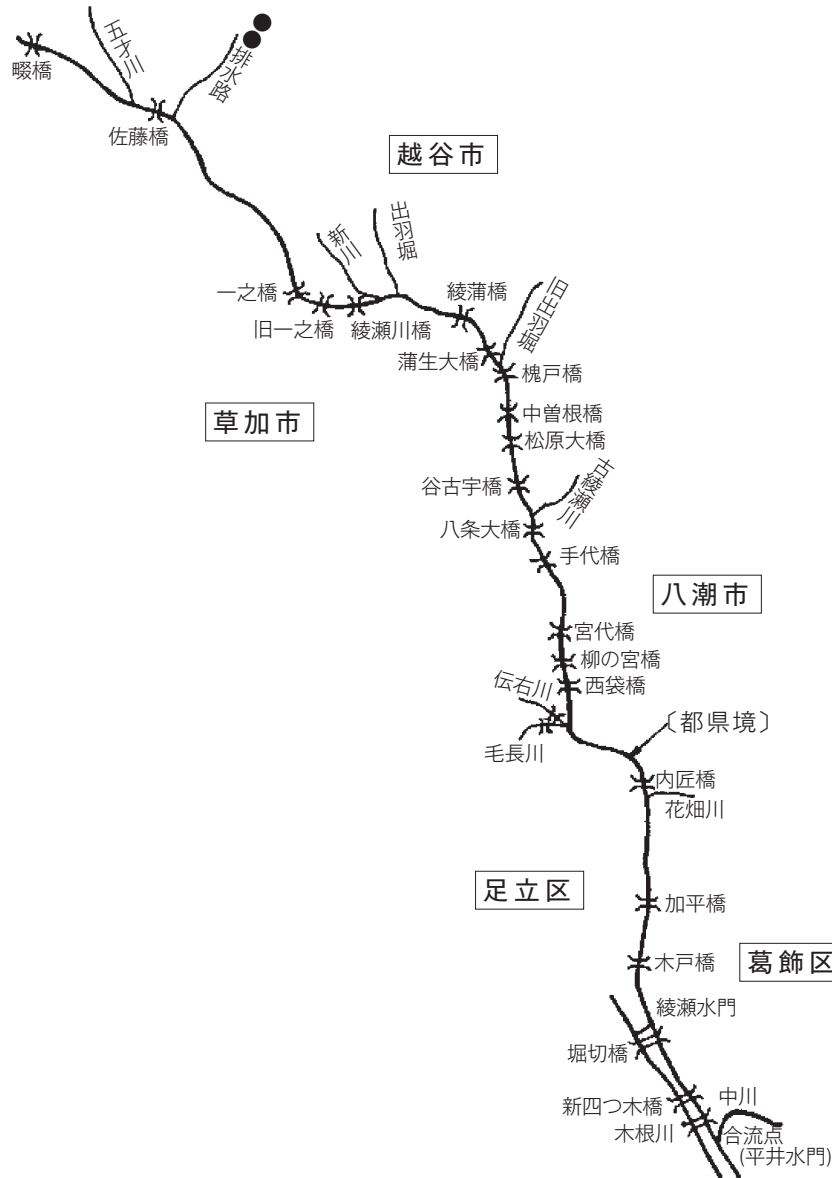 五才川
畷橋
排水路
佐藤橋
越谷市
出羽堀
新川
一之橋
旧一之橋
綾瀬川橋
綾蒲橋
旧出羽堀
蒲生大橋
槐戸橋
草加市
中曽根橋
松原大橋
谷古宇橋
古綾瀬川
八条大橋
手代橋
八潮市
宮代橋
柳の宮橋
伝右川
西袋橋
〔都県境〕
毛長川
内匠橋
花畑川
足立区
加平橋
木戸橋
葛飾区
綾瀬水門
堀切橋
新四つ木橋
中川
木根川
合流点
(平井水門)